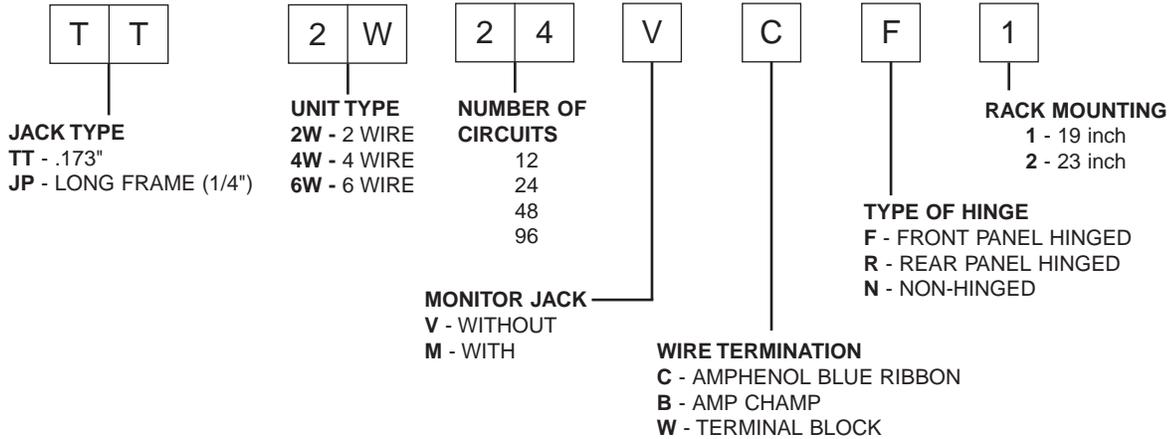 T T 2 W 2 4 V C F 1
JACK TYPE
TT - .173"
JP - LONG FRAME (1/4")
UNIT TYPE
2W - 2 WIRE
4W - 4 WIRE
6W - 6 WIRE
NUMBER OF
CIRCUITS
12
24
48
96
MONITOR JACK
V - WITHOUT
M - WITH
WIRE TERMINATION
C - AMPHENOL BLUE RIBBON
B - AMP CHAMP
W - TERMINAL BLOCK
TYPE OF HINGE
F - FRONT PANEL HINGED
R - REAR PANEL HINGED
N - NON-HINGED
RACK MOUNTING
1 - 19 inch
2 - 23 inch